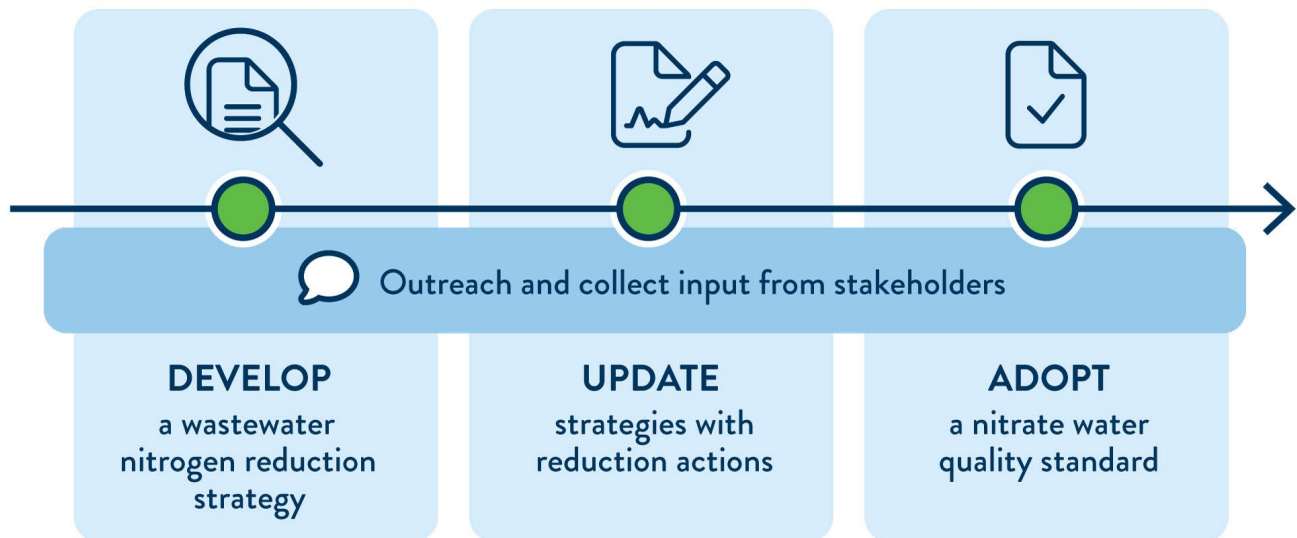 Outreach and collect input from stakeholders
DEVELOP
a wastewater
nitrogen reduction
strategy
UPDATE
strategies with
reduction actions
ADOPT
a nitrate water
quality standard